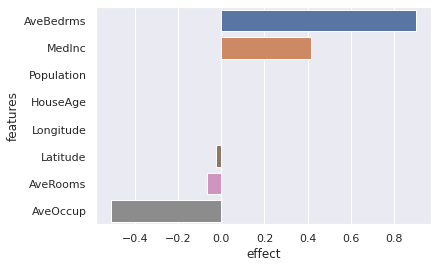 AveBedrms
MedInc
Population
HouseAge
Longitude
Latitude
AveRooms
AveOccup
features
−0.4 −0.2 0.0 0.2 0.4 0.6 0.8
effect